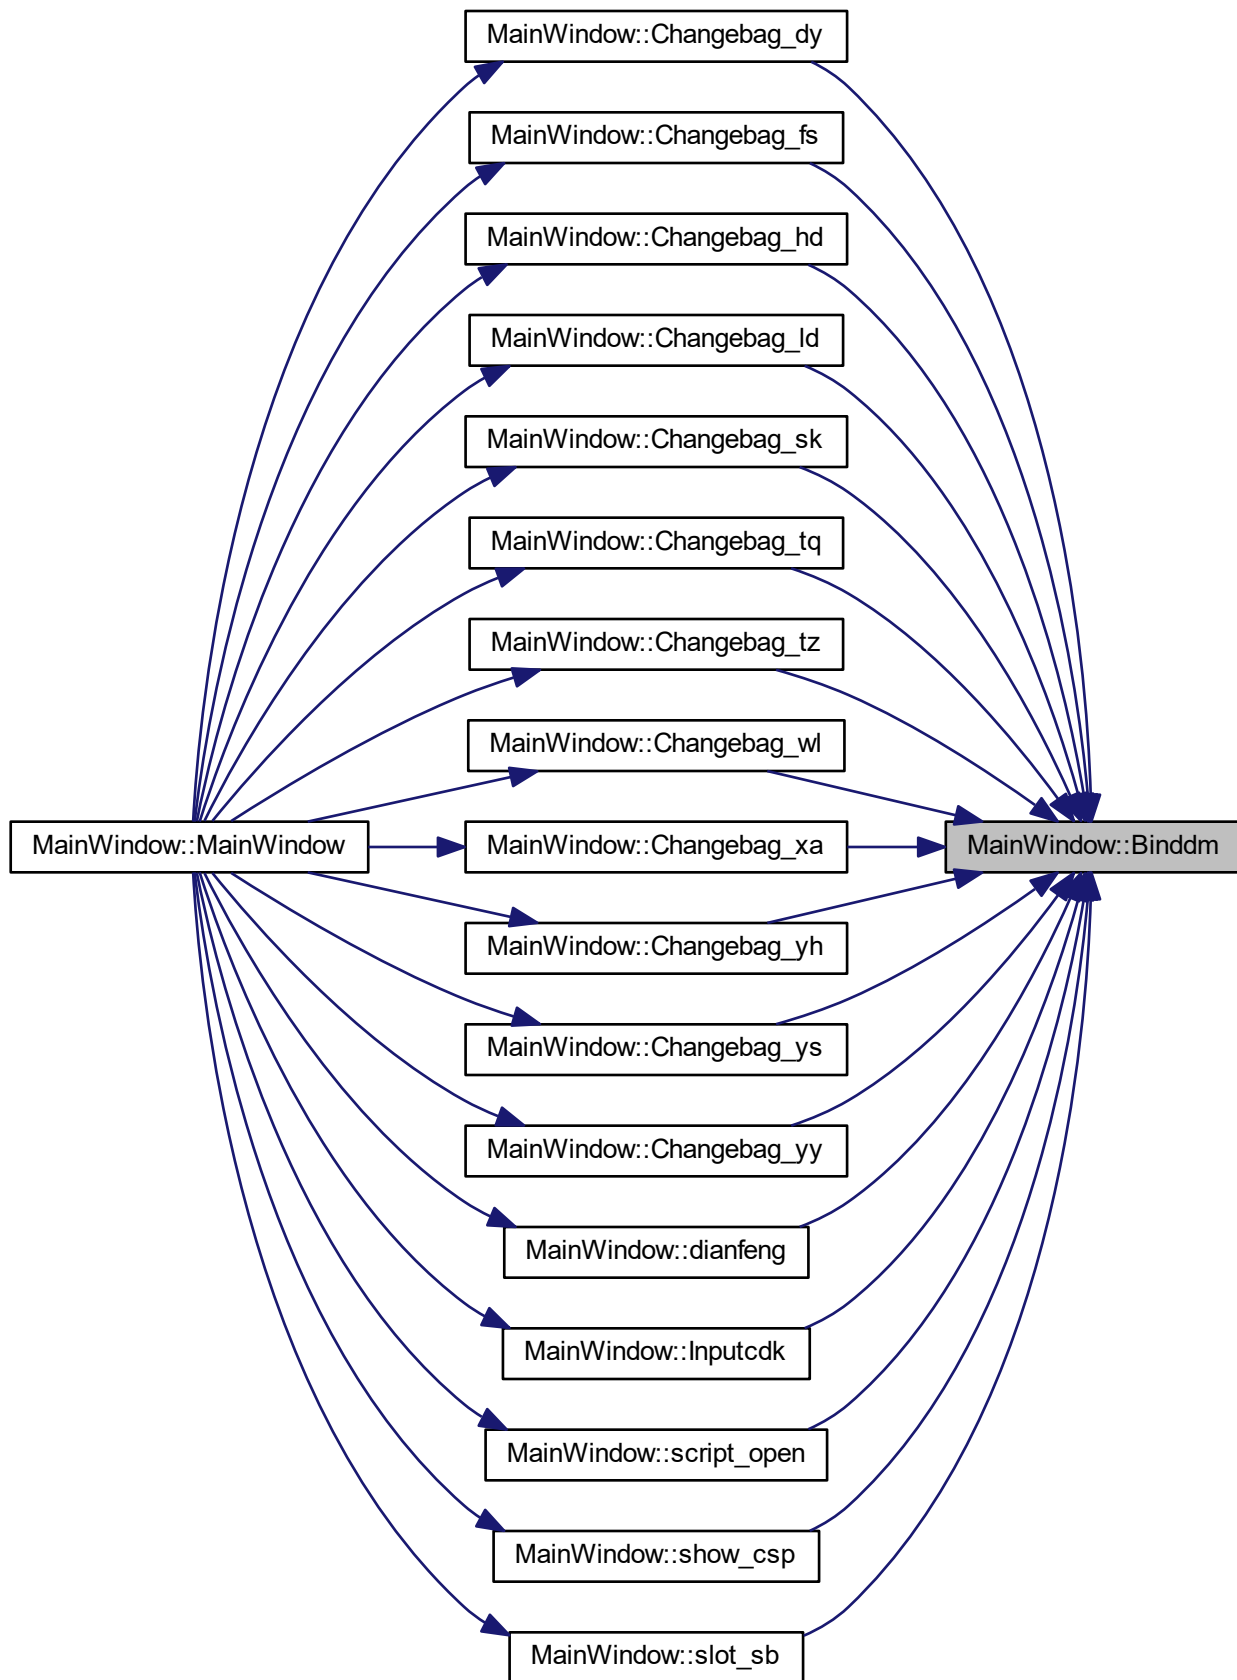 MainWindow::Changebag_dy
MainWindow::Changebag_fs
MainWindow::Changebag_hd
MainWindow::Changebag_ld
MainWindow::Changebag_sk
MainWindow::Changebag_tq
MainWindow::Changebag_tz
MainWindow::Changebag_wl
MainWindow::MainWindow
MainWindow::Changebag_xa
MainWindow::Binddm
MainWindow::Changebag_yh
MainWindow::Changebag_ys
MainWindow::Changebag_yy
MainWindow::dianfeng
MainWindow::Inputcdk
MainWindow::script_open
MainWindow::show_csp
MainWindow::slot_sb